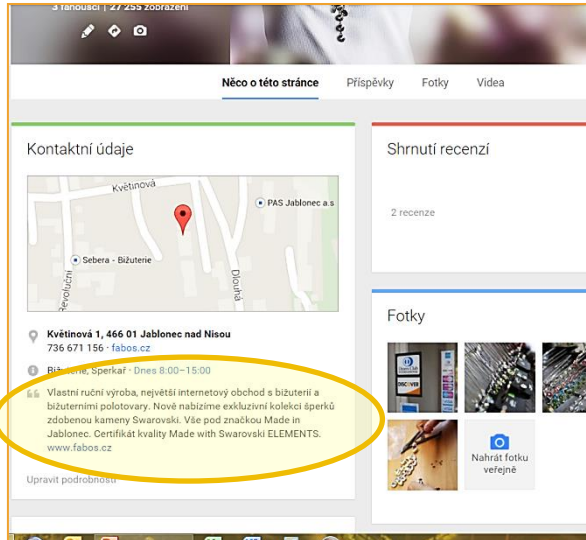 3 fanoušci | 27 255 zobrazení
Něco o této stránce Příspěvky Fotky Videa
Kontaktní údaje
Květinová
PAS Jablonec a.s
Sebera - Bižuterie
Revoluční
Dlouhá
Květinová 1, 466 01 Jablonec nad Nisou
736 671 156 · fabos.cz
Bižuterie, Šperkař · Dnes 8:00–15:00
Vlastní ruční výroba, největší internetový obchod s bižuterií a
bižuterními polotovary. Nově nabízíme exkluzivní kolekci šperků
zdobenou kameny Swarovski. Vše pod značkou Made in
Jablonec. Certifikát kvality Made with Swarovski ELEMENTS.
www.fabos.cz
Upravit podrobnosti
Shrnutí recenzí
2 recenze
Fotky
DISCOVER
Nahrát fotku
veřejně